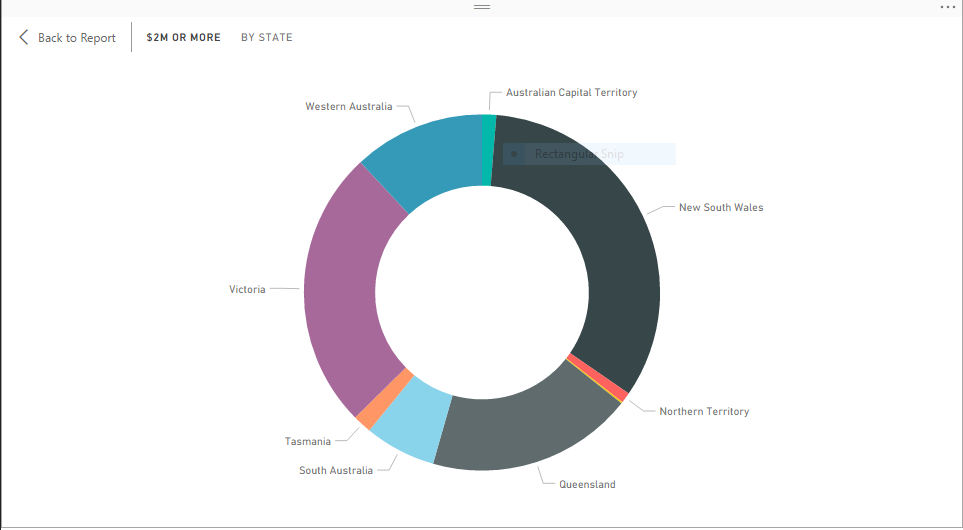 Back to Report
$2M OR MORE
BY STATE
Australian Capital Territory
Western Australia
Rectangular Snip
New South Wales
Victoria
Northern Territory
Tasmania
South Australia
Queensland